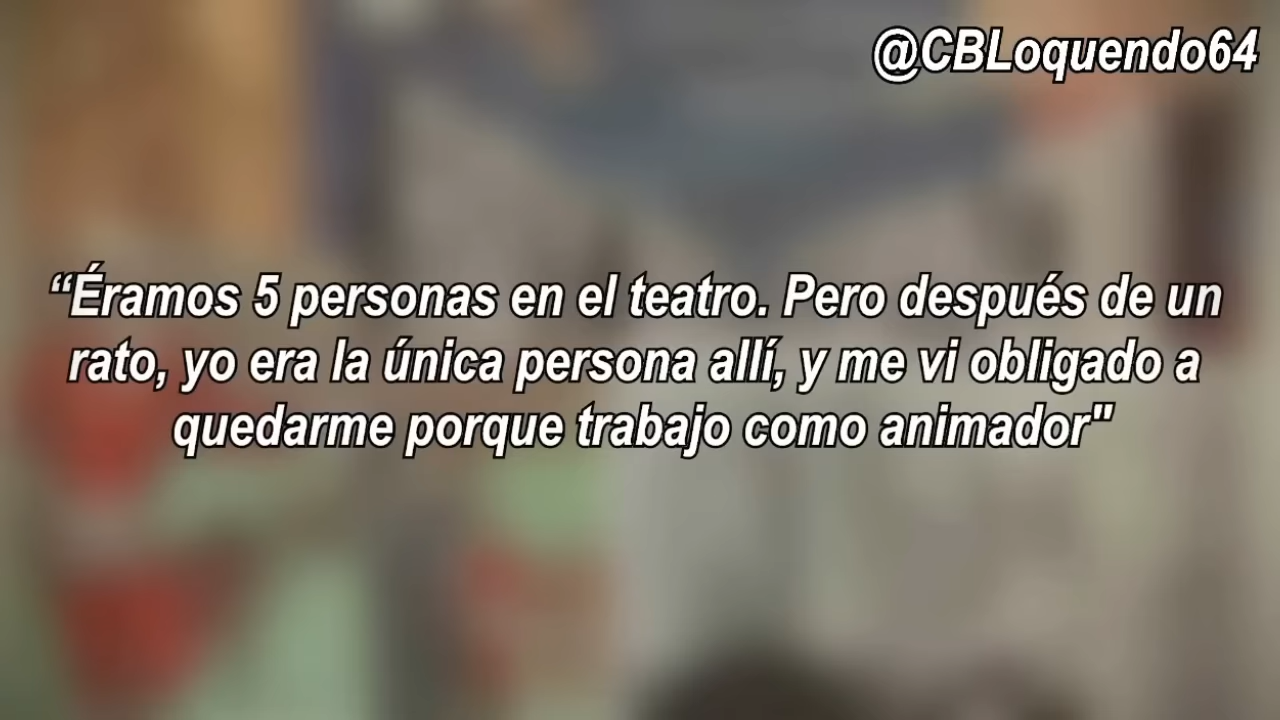 @CBLoquendo64
“Éramos 5 personas en el teatro. Pero después de un
rato, yo era la única persona allí, y me vi obligado a
quedarme porque trabajo como animador"